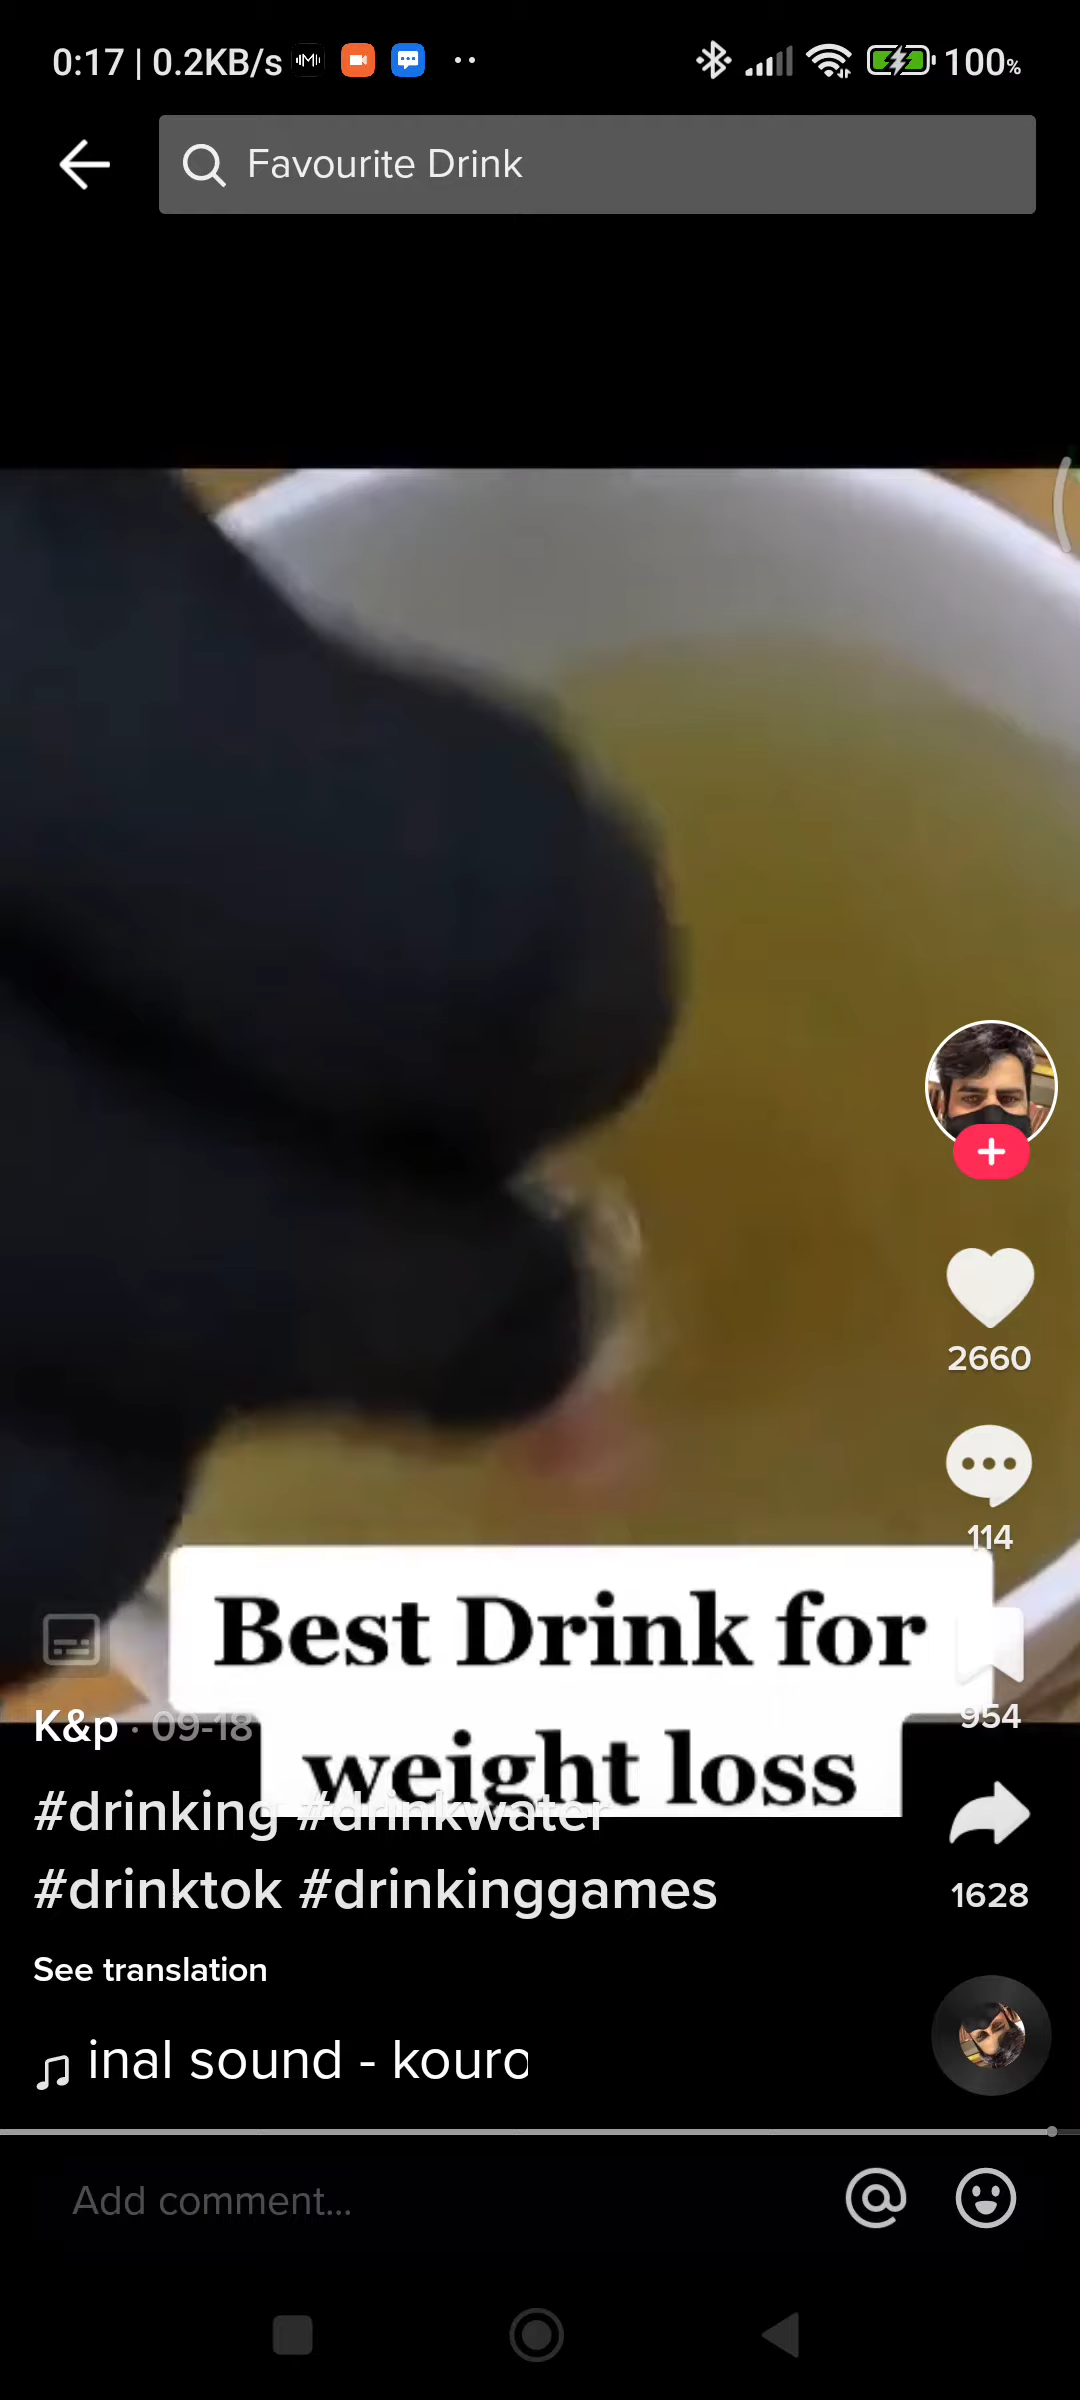 0:17 | 0.2KB/s
100%
Favourite Drink
2660
114
Best Drink for
weight loss
954
K&p · 09-18
#drinking #drinkwater
#drinktok #drinkinggames
1628
See translation
inal sound - kouro
Add comment...